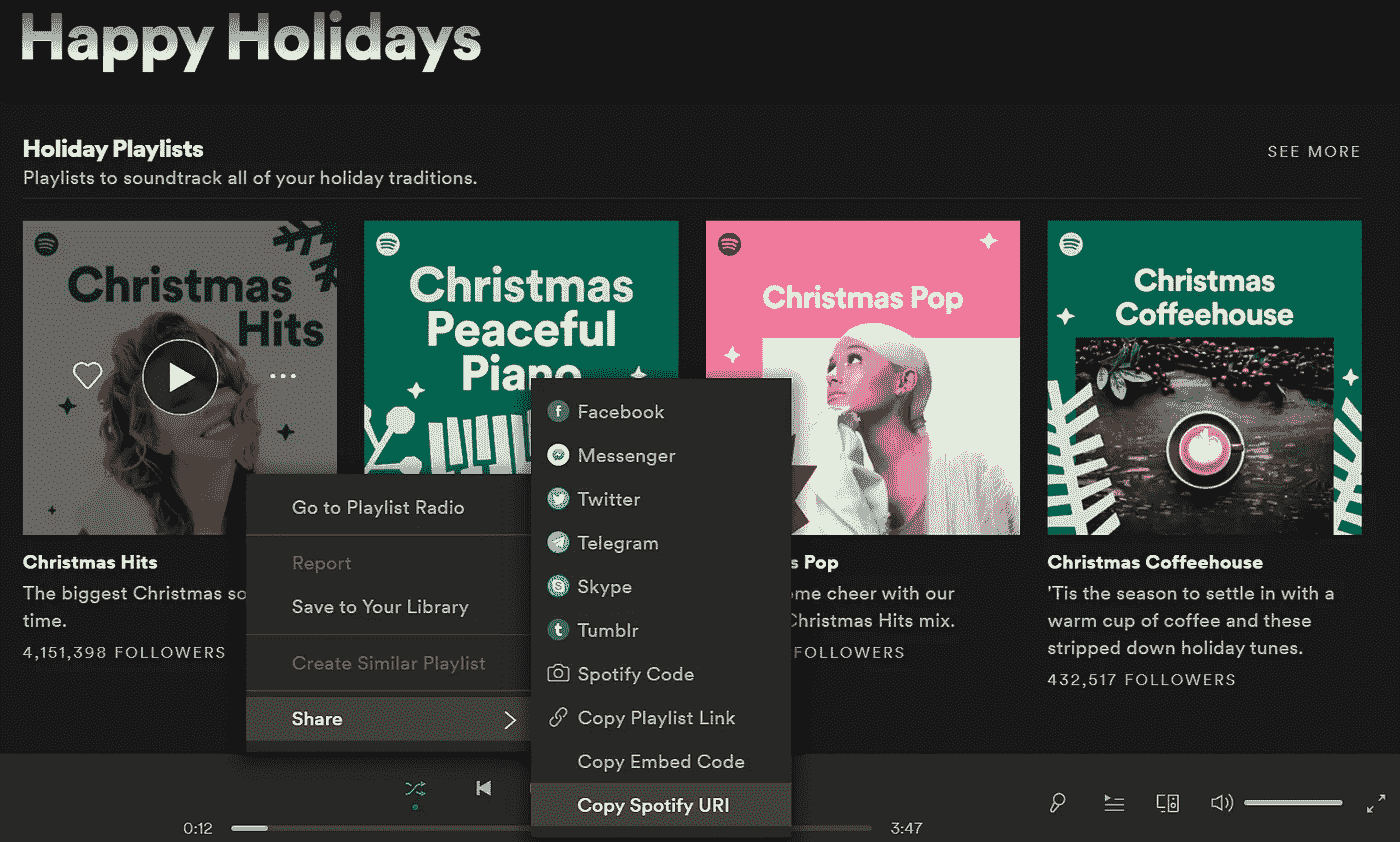 Happy Holidays
Holiday Playlists
SEE MORE
Playlists to soundtrack all of your holiday traditions.
Christmas
Hits
Christmas
Peaceful
Piano
Christmas Pop
Christmas
Coffeehouse
Christmas Hits
The biggest Christmas so
time.
4,151,398 FOLLOWERS
Go to Playlist Radio
Report
Save to Your Library
Create Similar Playlist
Share
Facebook
Messenger
Twitter
Telegram
Skype
Tumblr
Spotify Code
Copy Playlist Link
Copy Embed Code
Copy Spotify URI
s Pop
ome cheer with our
Christmas Hits mix.
FOLLOWERS
Christmas Coffeehouse
'Tis the season to settle in with a
warm cup of coffee and these
stripped down holiday tunes.
432,517 FOLLOWERS
0:12
3:47